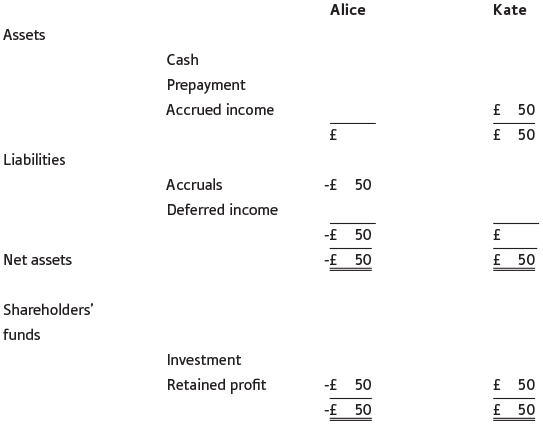 Alice Kate
Assets
Cash
Prepayment
Accrued income £ 50
£ £ 50
Liabilities
Accruals -£ 50
Deferred income
-£ 50 £
Net assets -£ 50 £ 50
Shareholders’
funds
Investment
Retained profit -£ 50 £ 50
-£ 50 £ 50